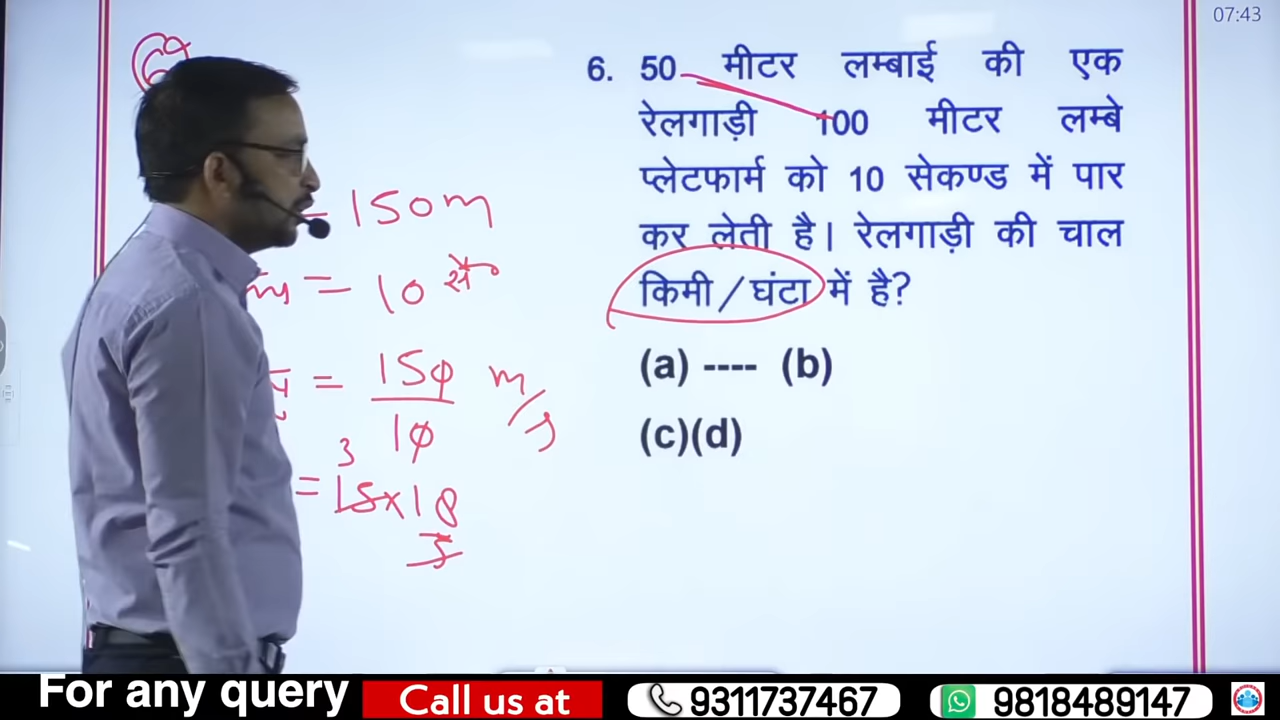 07:43
6. 50 मीटर लम्बाई की एक
रेलगाड़ी 100 मीटर लम्बे
प्लेटफार्म को 10 सेकण्ड में पार
कर लेती है। रेलगाड़ी की चाल
किमी/घंटा में है?
(a) ---- (b)
(c)(d)
= 150m
= 10 से०
= 150/10 m/s
3
= 15×18/5
For any query
Call us at
9311737467
9818489147